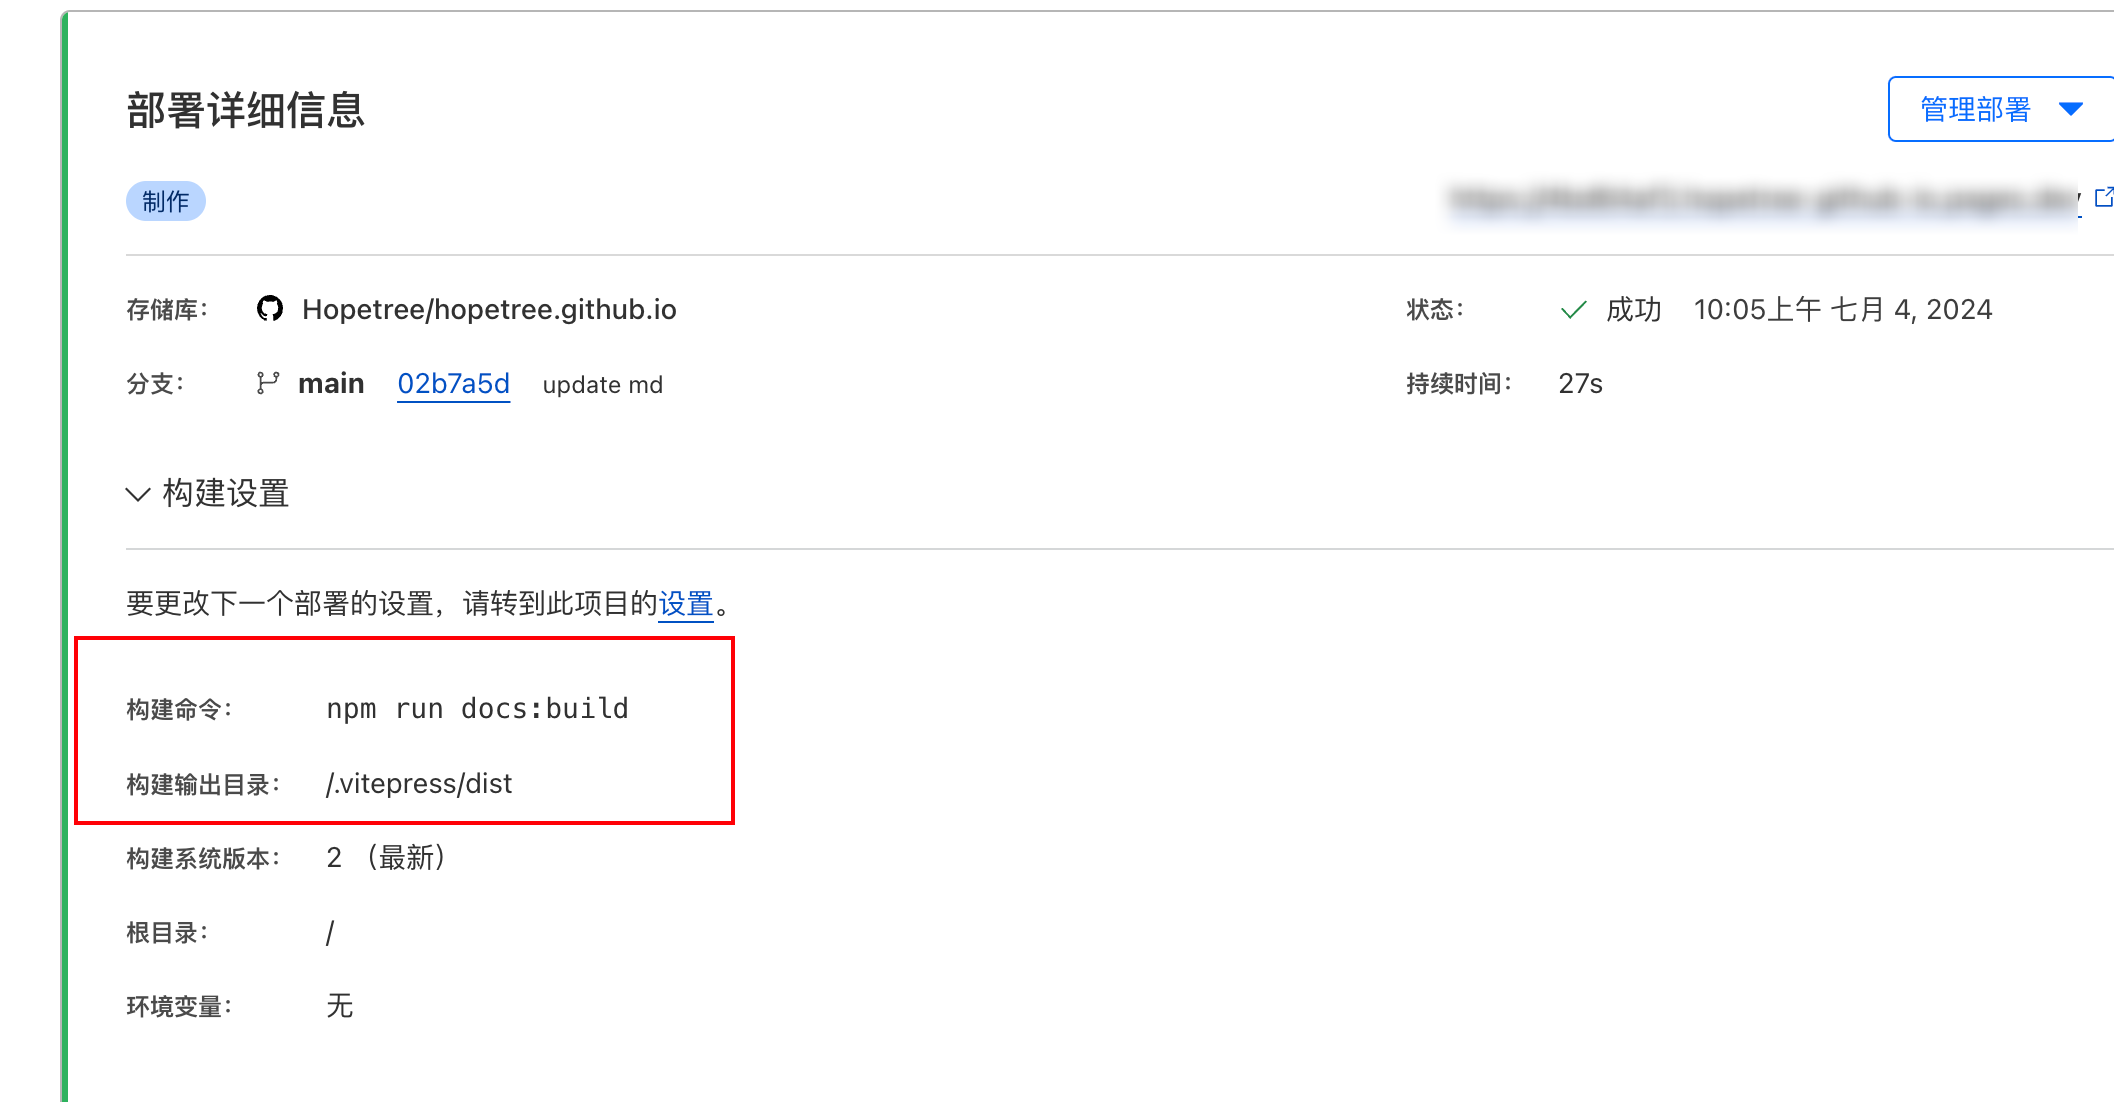 部署详细信息
管理部署
制作
存储库： Hopetree/hopetree.github.io
状态： 成功 10:05上午 七月 4, 2024
分支： main 02b7a5d update md
持续时间： 27s
构建设置
要更改下一个部署的设置，请转到此项目的设置。
构建命令： npm run docs:build
构建输出目录： /.vitepress/dist
构建系统版本： 2 （最新）
根目录： /
环境变量： 无